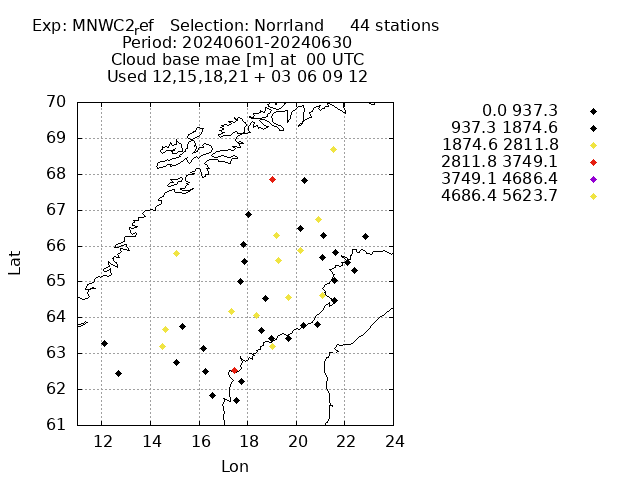 Exp: MNWC2ref   Selection: Norrland     44 stations
Period: 20240601-20240630
Cloud base mae [m] at  00 UTC
Used 12,15,18,21 + 03 06 09 12
0.0 937.3
937.3 1874.6
1874.6 2811.8
2811.8 3749.1
3749.1 4686.4
4686.4 5623.7
70
69
68
67
66
65
64
63
62
61
Lat
12 14 16 18 20 22 24
Lon